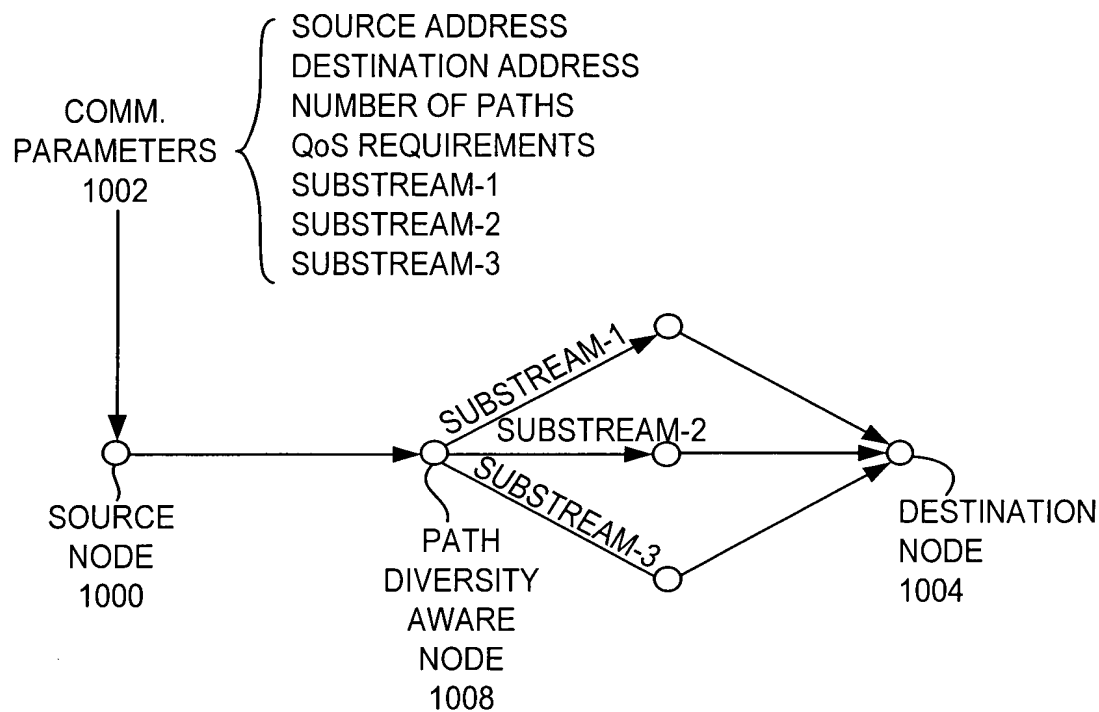 SOURCE ADDRESS
DESTINATION ADDRESS
NUMBER OF PATHS
QoS REQUIREMENTS
SUBSTREAM-1
SUBSTREAM-2
SUBSTREAM-3
COMM.
PARAMETERS
1002
SUBSTREAM-1
SUBSTREAM-2
SUBSTREAM-3
SOURCE
NODE
1000
PATH
DIVERSITY
AWARE
NODE
1008
DESTINATION
NODE
1004